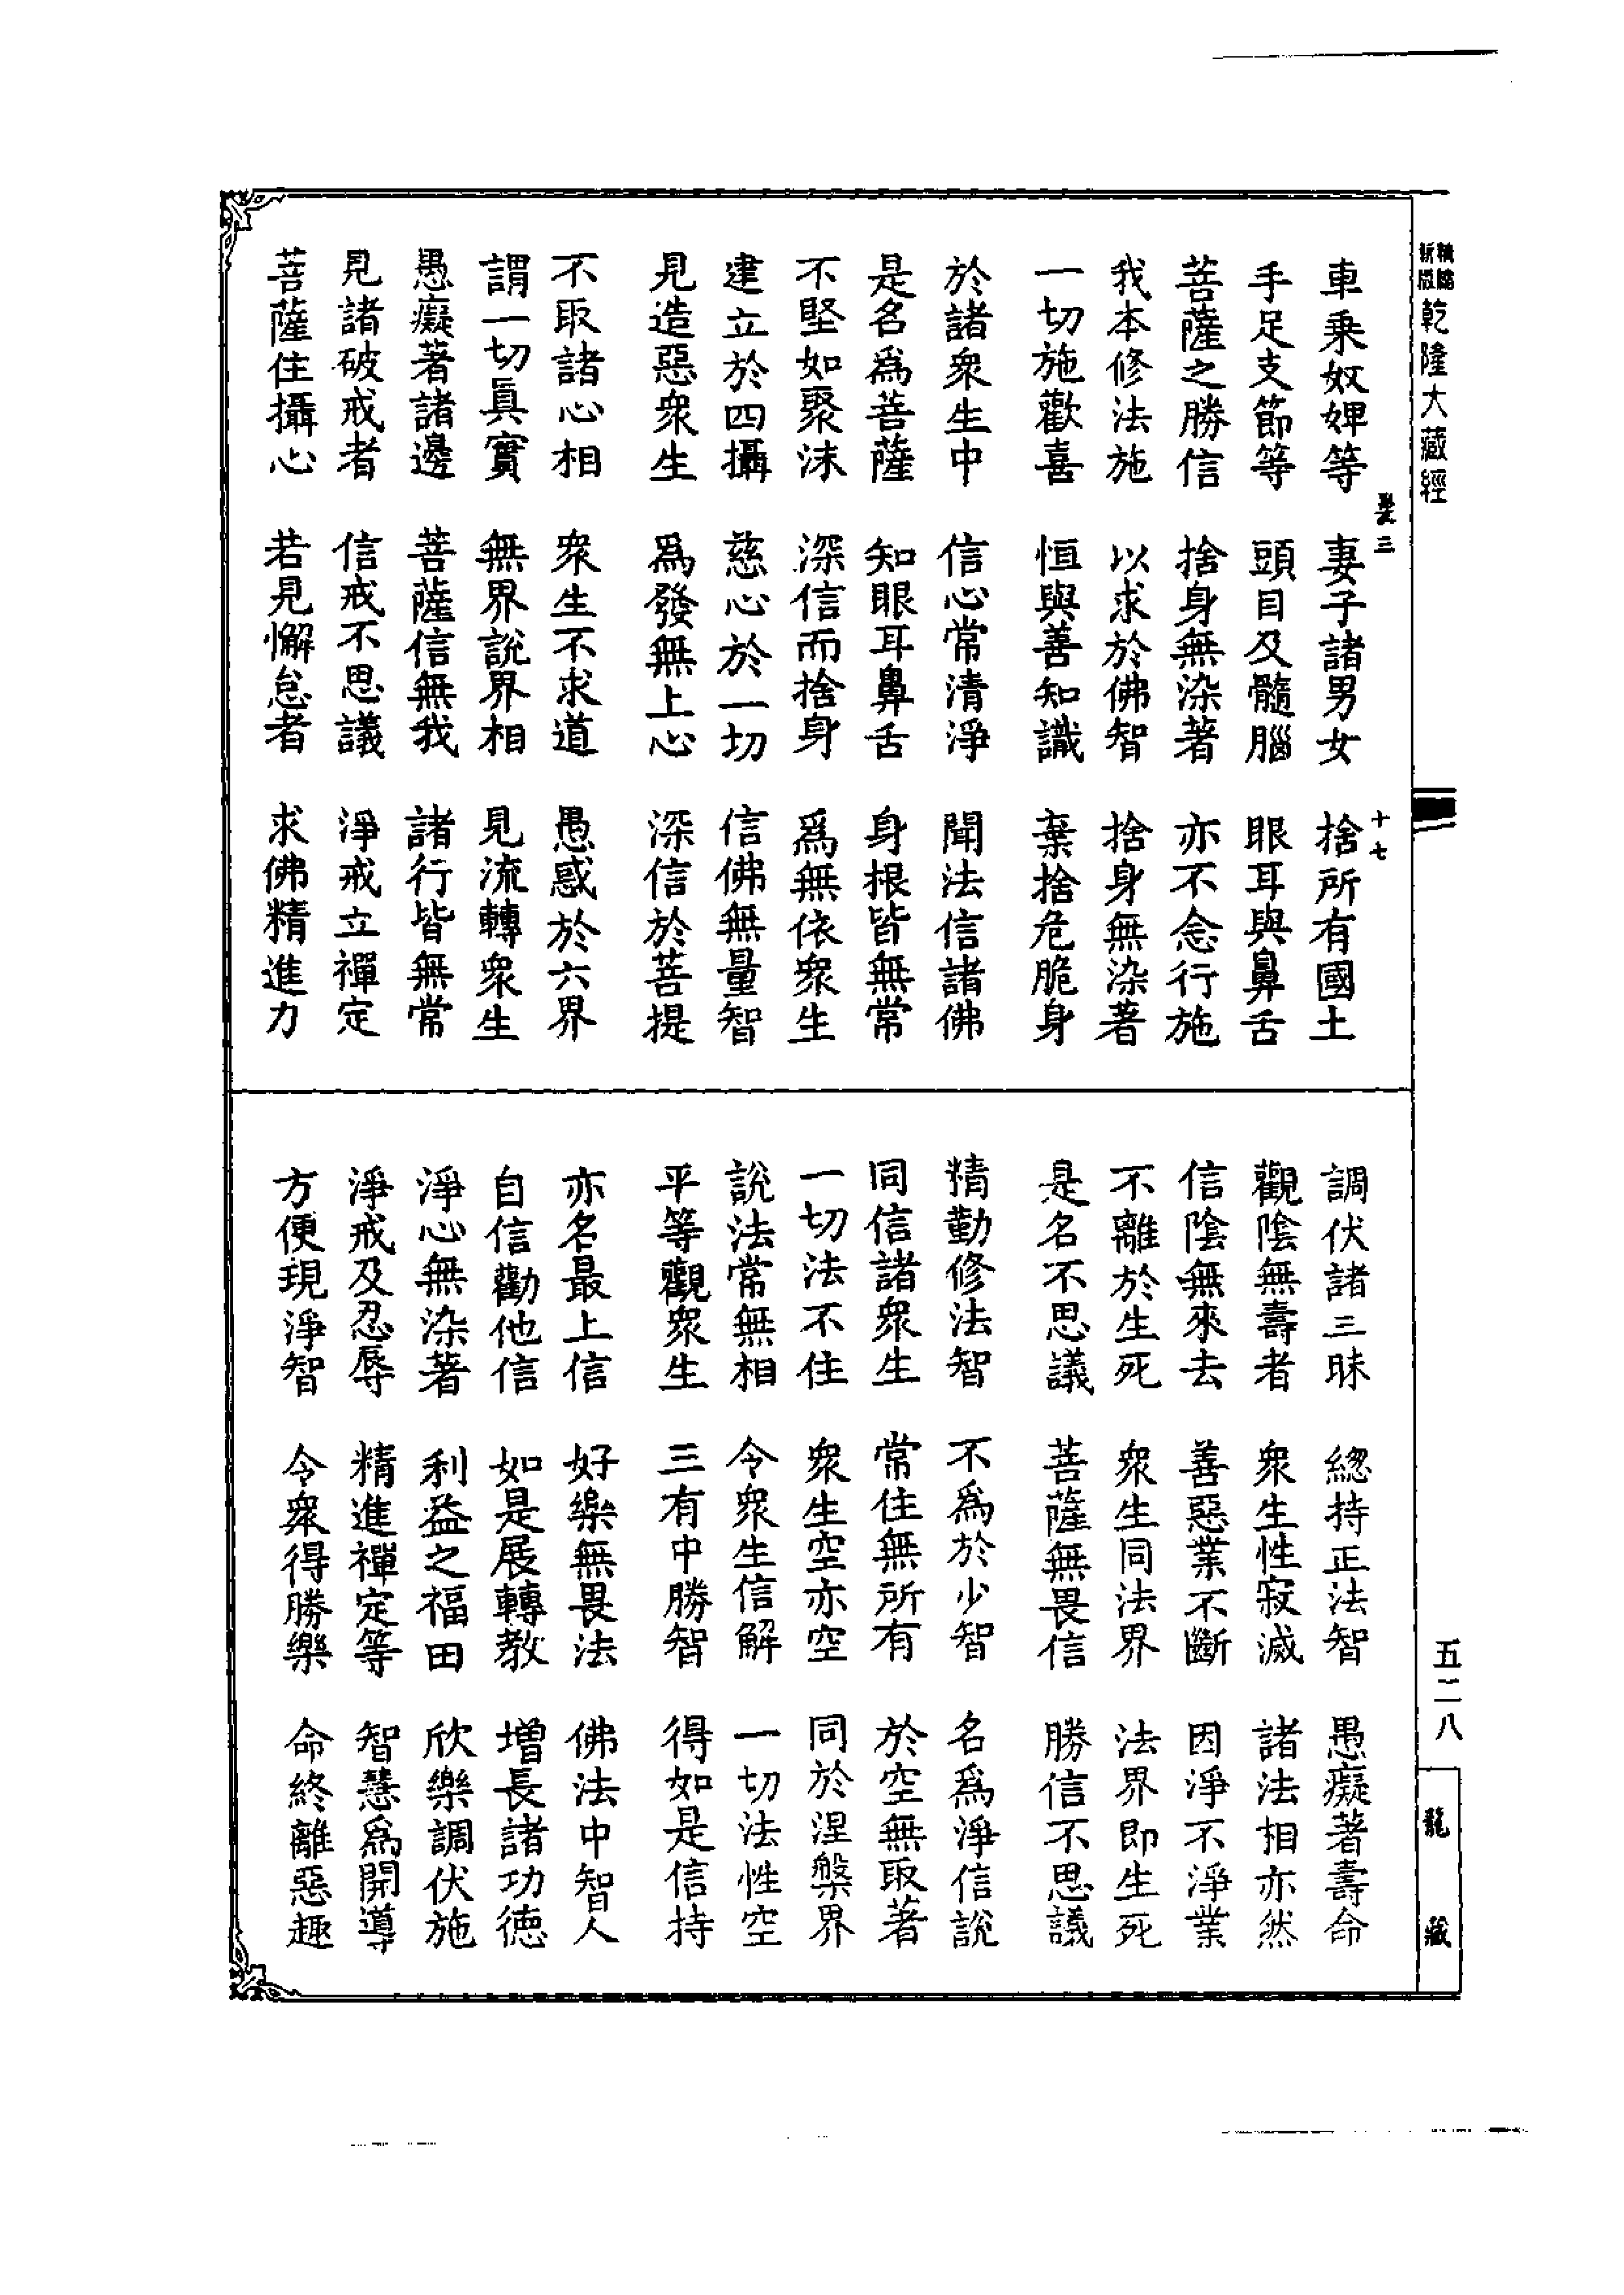 乾隆大藏經
車乘奴婢等 妻子諸男女 捨所有國土
手足支節等 頭目及髓腦 眼耳與鼻舌
菩薩之勝信 捨身無染著 亦不念行施
我本修法施 以求於佛智 捨身無染著
一切施歡喜 恒與善知識 棄捨危脆身
於諸衆生中 信心常清淨 聞法信諸佛
是名爲菩薩 知眼耳鼻舌 身根皆無常
不堅如聚沫 深信而捨身 爲無依衆生
建立於四攝 慈心於一切 信佛無量智
見造惡衆生 爲發無上心 深信於菩提
不取諸心相 衆生不求道 愚惑於六界
謂一切眞實 無界說界相 見流轉衆生
愚癡著諸邊 菩薩信無我 諸行皆無常
見諸破戒者 信戒不思議 淨戒立禪定
菩薩住攝心 若見懈怠者 求佛精進力
調伏諸三昧 緫持正法智 愚癡著壽命
觀陰無壽者 衆生性寂滅 諸法相亦然
信陰無來去 善惡業不斷 因淨不淨業
不離於生死 衆生同法界 法界即生死
是名不思議 菩薩無畏信 勝信不思議
精勤修法智 不爲於少智 名爲淨信說
同信諸衆生 常住無所有 於空無取著
一切法不住 衆生空亦空 同於涅槃界
說法常無相 令衆生信解 一切法性空
平等觀衆生 三有中勝智 得如是信持
亦名最上信 好樂無畏法 佛法中智人
自信勸他信 如是展轉教 增長諸功德
淨心無染著 利益之福田 欣樂調伏施
淨戒及忍辱 精進禪定等 智慧爲開導
方便現淨智 令衆得勝樂 命終離惡趣
十七
五二八
龍藏